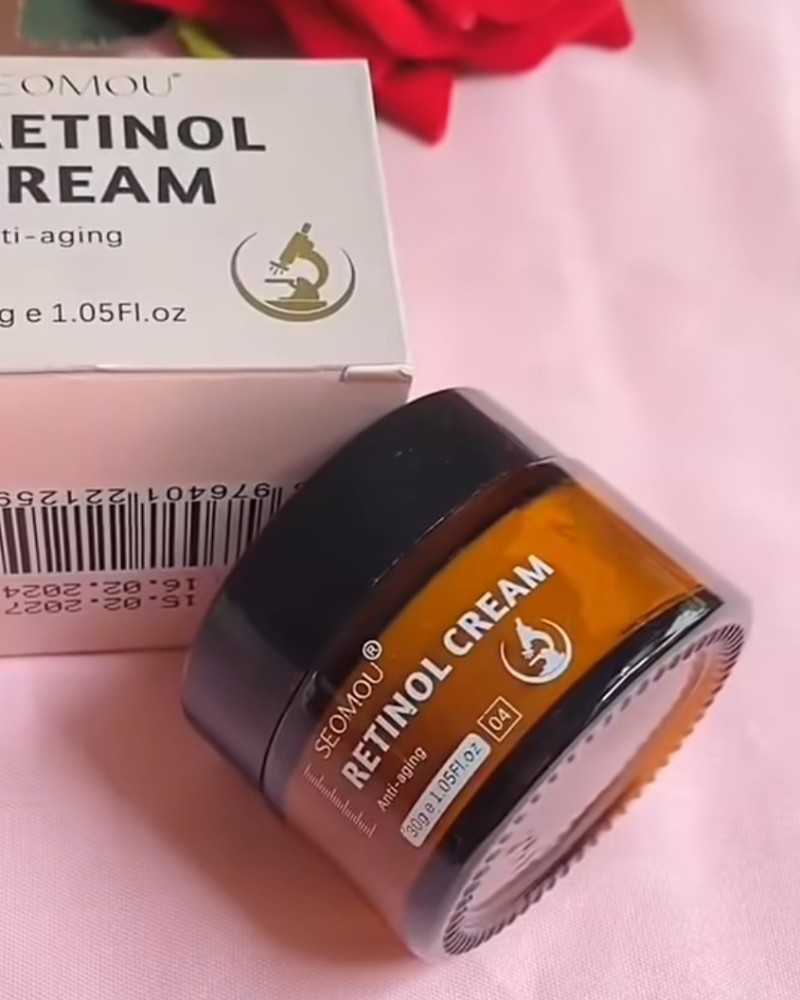 SEOMOU®
RETINOL
CREAM
ti-aging
g e 1.05Fl.oz
976401 221259
16.02.2024
15.02.2027
SEOMOU®
RETINOL CREAM
Anti-aging
30g e 1.05Fl.oz
04